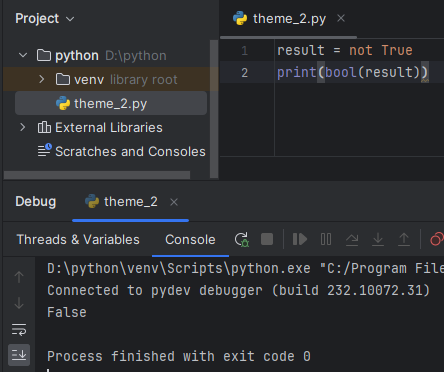 Project
python D:\python
venv library root
theme_2.py
External Libraries
Scratches and Consoles
theme_2.py
1 result = not True
2 print(bool(result))
Debug theme_2
Threads & Variables Console
D:\python\venv\Scripts\python.exe "C:/Program File
Connected to pydev debugger (build 232.10072.31)
False
Process finished with exit code 0